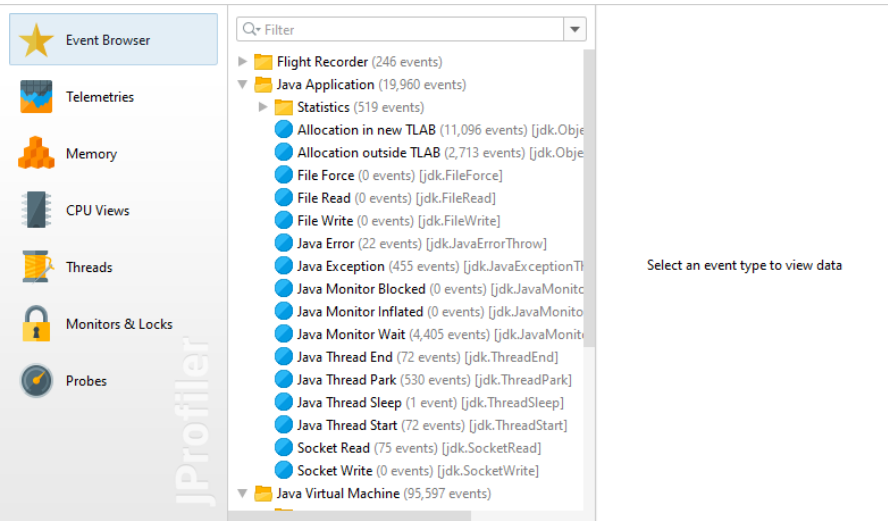 Event Browser
Telemetries
Memory
CPU Views
Threads
Monitors & Locks
Probes
JProfiler
Filter
Flight Recorder (246 events)
Java Application (19,960 events)
Statistics (519 events)
Allocation in new TLAB (11,096 events) [jdk.Obje
Allocation outside TLAB (2,713 events) [jdk.Obje
File Force (0 events) [jdk.FileForce]
File Read (0 events) [jdk.FileRead]
File Write (0 events) [jdk.FileWrite]
Java Error (22 events) [jdk.JavaErrorThrow]
Java Exception (455 events) [jdk.JavaExceptionTh
Java Monitor Blocked (0 events) [jdk.JavaMonito
Java Monitor Inflated (0 events) [jdk.JavaMonito
Java Monitor Wait (4,405 events) [jdk.JavaMonito
Java Thread End (72 events) [jdk.ThreadEnd]
Java Thread Park (530 events) [jdk.ThreadPark]
Java Thread Sleep (1 event) [jdk.ThreadSleep]
Java Thread Start (72 events) [jdk.ThreadStart]
Socket Read (75 events) [jdk.SocketRead]
Socket Write (0 events) [jdk.SocketWrite]
Java Virtual Machine (95,597 events)
Select an event type to view data